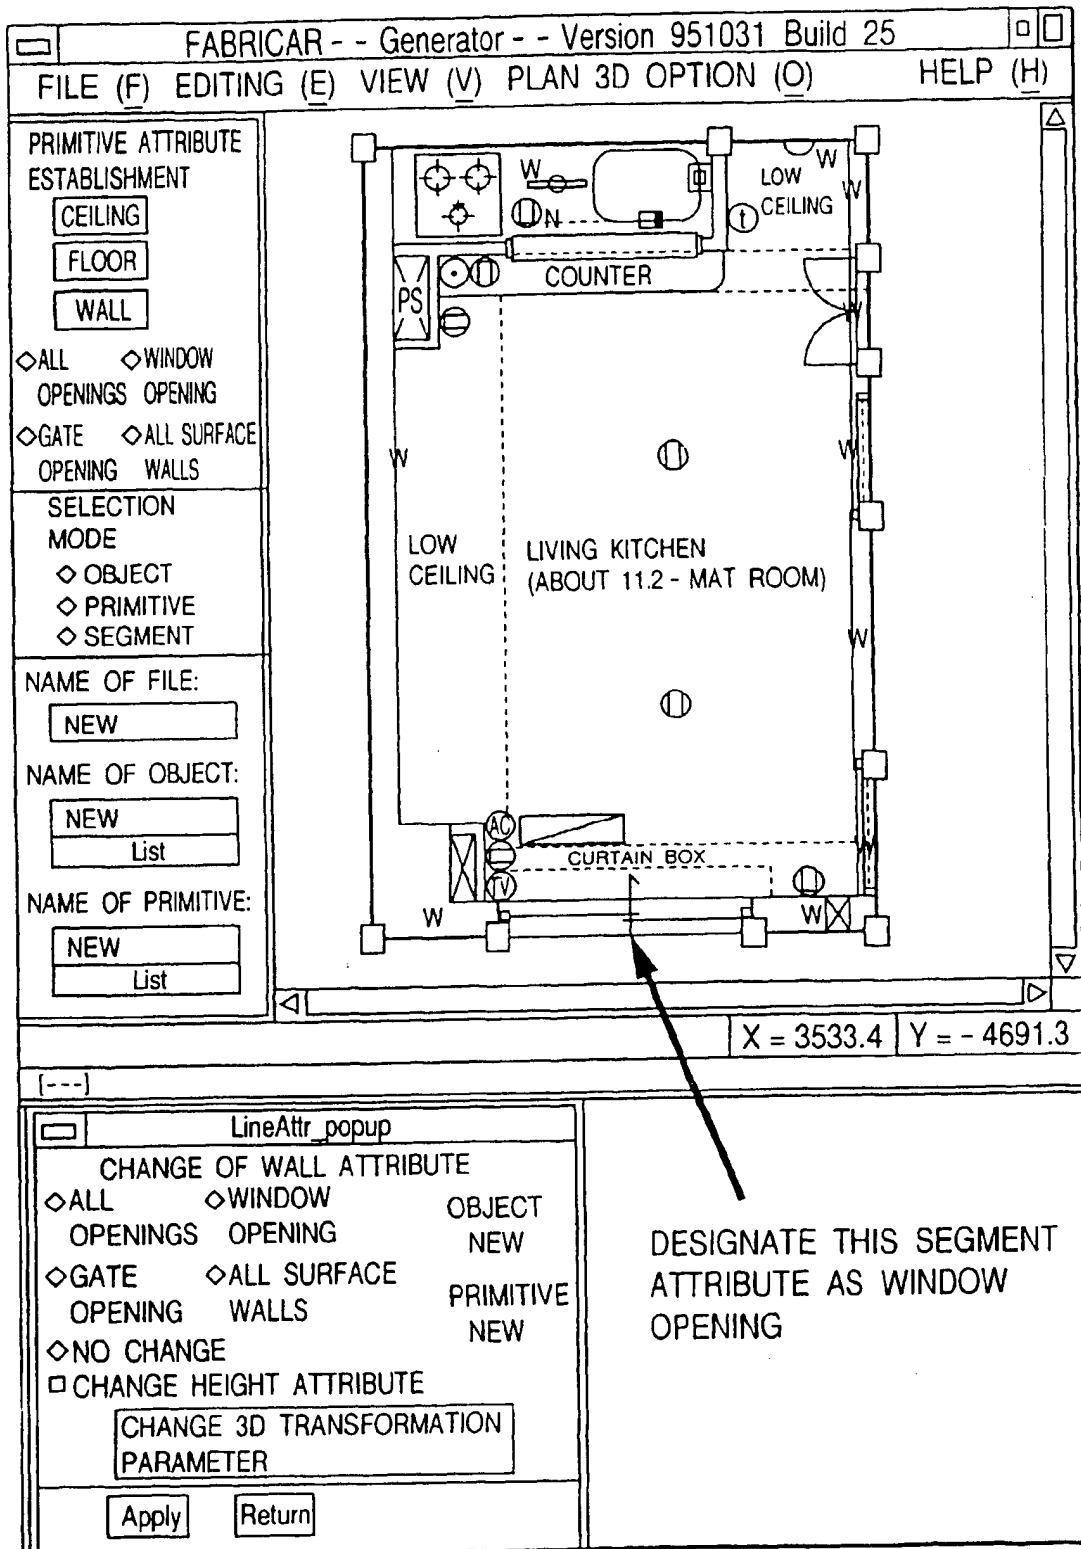 FABRICAR - - Generator - - Version 951031 Build 25
FILE (F) EDITING (E) VIEW (V) PLAN 3D OPTION (O) HELP (H)
PRIMITIVE ATTRIBUTE
ESTABLISHMENT
CEILING
FLOOR
WALL
◇ALL ◇WINDOW
OPENINGS OPENING
◇GATE ◇ALL SURFACE
OPENING WALLS
SELECTION
MODE
◇ OBJECT
◇ PRIMITIVE
◇ SEGMENT
NAME OF FILE:
NEW
NAME OF OBJECT:
NEW
List
NAME OF PRIMITIVE:
NEW
List
W
W
W
LOW
CEILING
N
t
COUNTER
PS
W
W
W
LOW
CEILING
LIVING KITCHEN
(ABOUT 11.2 - MAT ROOM)
W
AC
CURTAIN BOX
W
TV
W
W
X = 3533.4 Y = - 4691.3
[---]
LineAttr_popup
CHANGE OF WALL ATTRIBUTE
◇ALL ◇WINDOW
OPENINGS OPENING
◇GATE ◇ALL SURFACE
OPENING WALLS
◇NO CHANGE
□ CHANGE HEIGHT ATTRIBUTE
OBJECT
NEW
PRIMITIVE
NEW
CHANGE 3D TRANSFORMATION
PARAMETER
Apply Return
DESIGNATE THIS SEGMENT
ATTRIBUTE AS WINDOW
OPENING